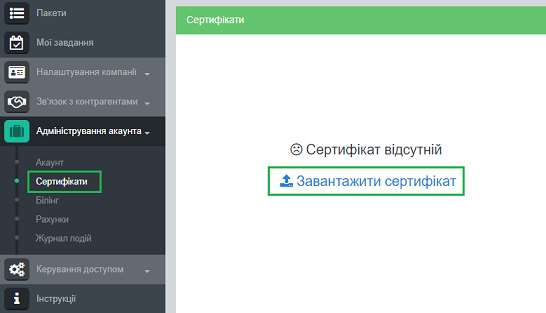 Пакети
Сертифікати
Мої завдання
Налаштування компанії
Зв'язок з контрагентами
Адміністрування акаунта
Акаунт
Сертифікати
Білінг
Рахунки
Журнал подій
Керування доступом
Інструкції
Сертифікат відсутній
Завантажити сертифікат